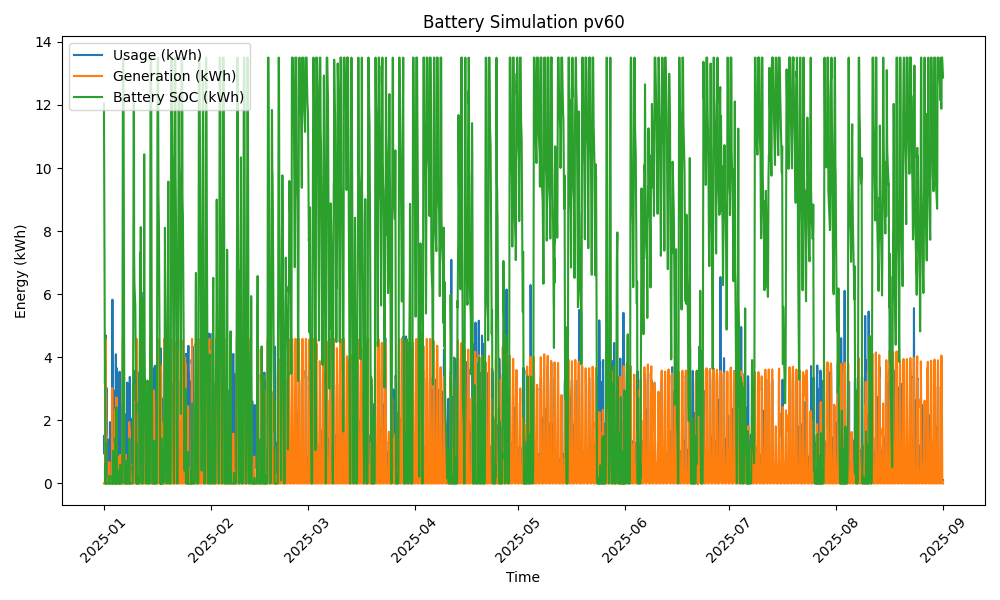 Battery Simulation pv60
Usage (kWh)
Generation (kWh)
Battery SOC (kWh)
Energy (kWh)
14
12
10
8
6
4
2
0
2025-01
2025-02
2025-03
2025-04
2025-05
2025-06
2025-07
2025-08
2025-09
Time